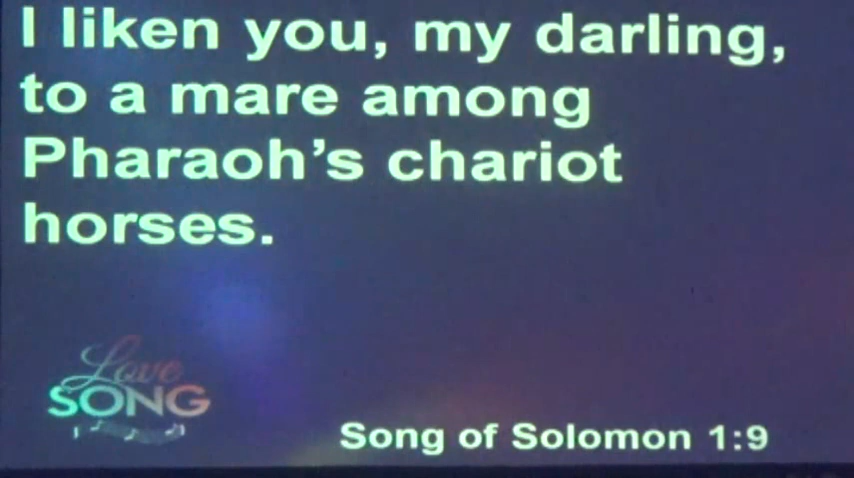 I liken you, my darling,
to a mare among
Pharaoh's chariot
horses.
Love
SONG
Song of Solomon 1:9